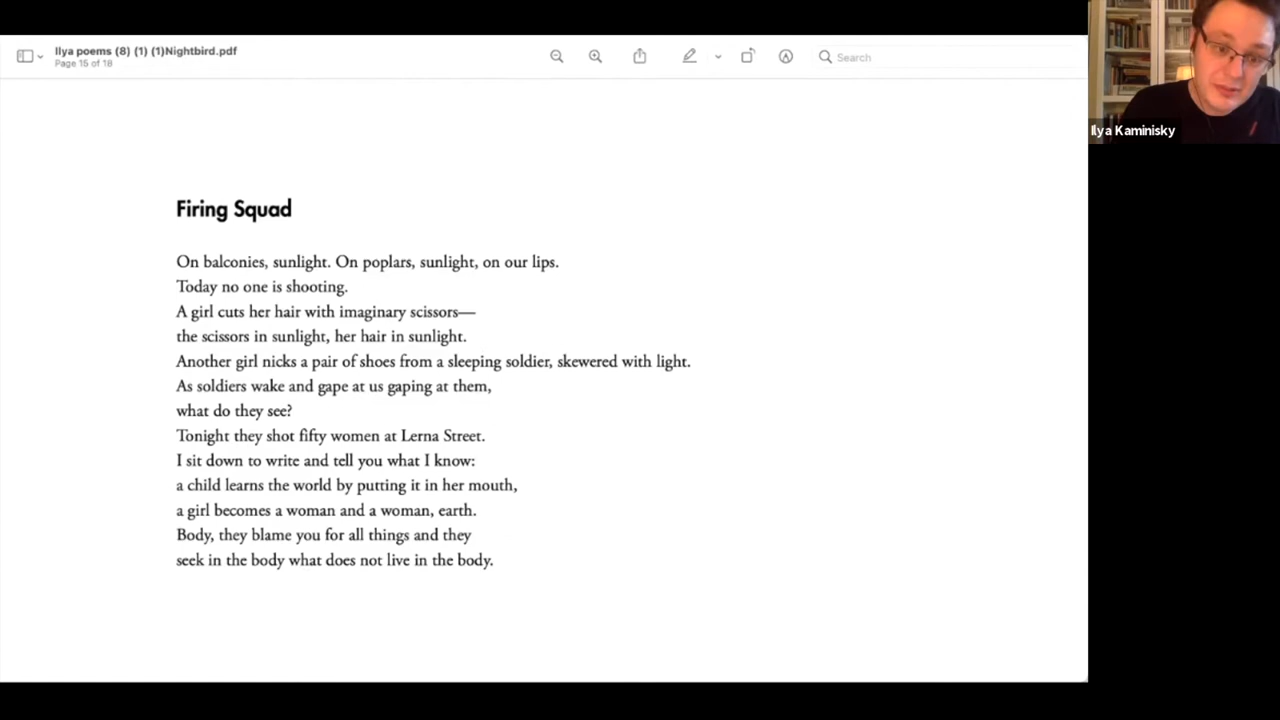 Ilya poems (8) (1) (1)Nightbird.pdf
Page 15 of 18
Search
Ilya Kaminisky
Firing Squad
On balconies, sunlight. On poplars, sunlight, on our lips.
Today no one is shooting.
A girl cuts her hair with imaginary scissors—
the scissors in sunlight, her hair in sunlight.
Another girl nicks a pair of shoes from a sleeping soldier, skewered with light.
As soldiers wake and gape at us gaping at them,
what do they see?
Tonight they shot fifty women at Lerna Street.
I sit down to write and tell you what I know:
a child learns the world by putting it in her mouth,
a girl becomes a woman and a woman, earth.
Body, they blame you for all things and they
seek in the body what does not live in the body.